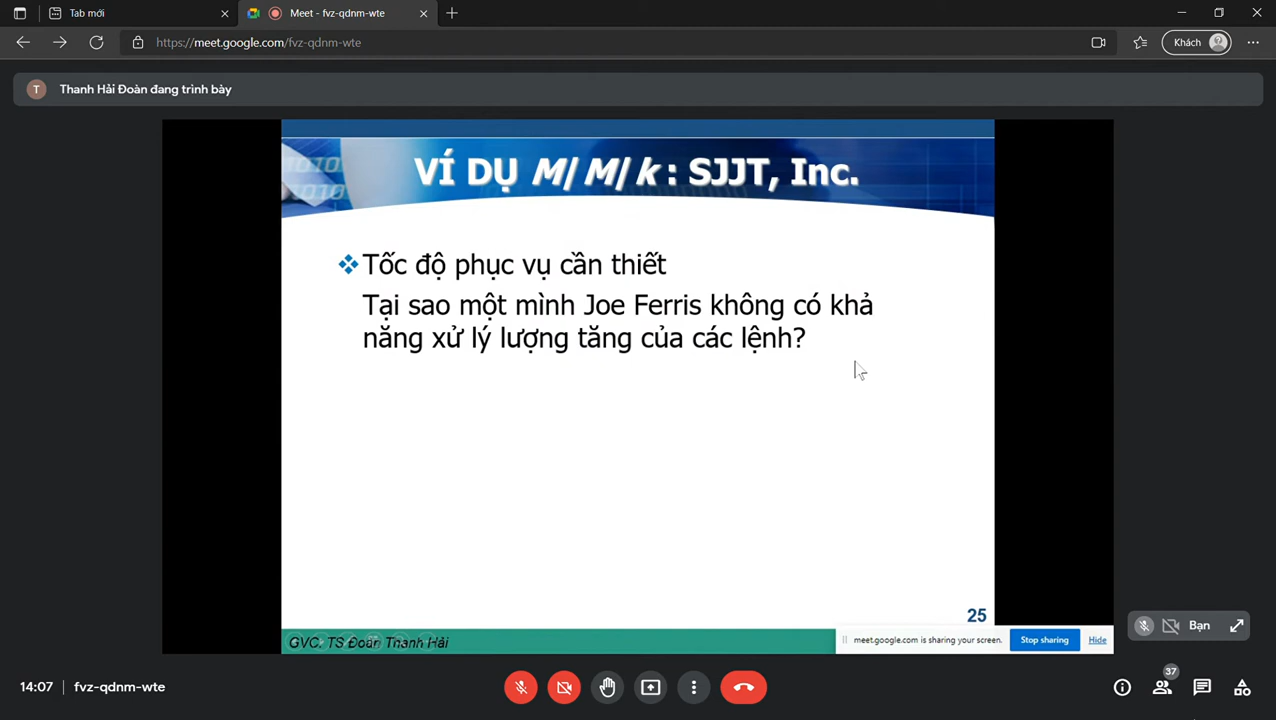 Tab mới
Meet - fvz-qdnm-wte
https://meet.google.com/fvz-qdnm-wte
Khách
T
Thanh Hải Đoàn đang trình bày
VÍ DỤ M/ M/ k : SJJT, Inc.
Tốc độ phục vụ cần thiết
Tại sao một mình Joe Ferris không có khả
năng xử lý lượng tăng của các lệnh?
25
GVC. TS Đoàn Thanh Hải
meet.google.com is sharing your screen.
Stop sharing
Hide
Bạn
14:07
fvz-qdnm-wte
37